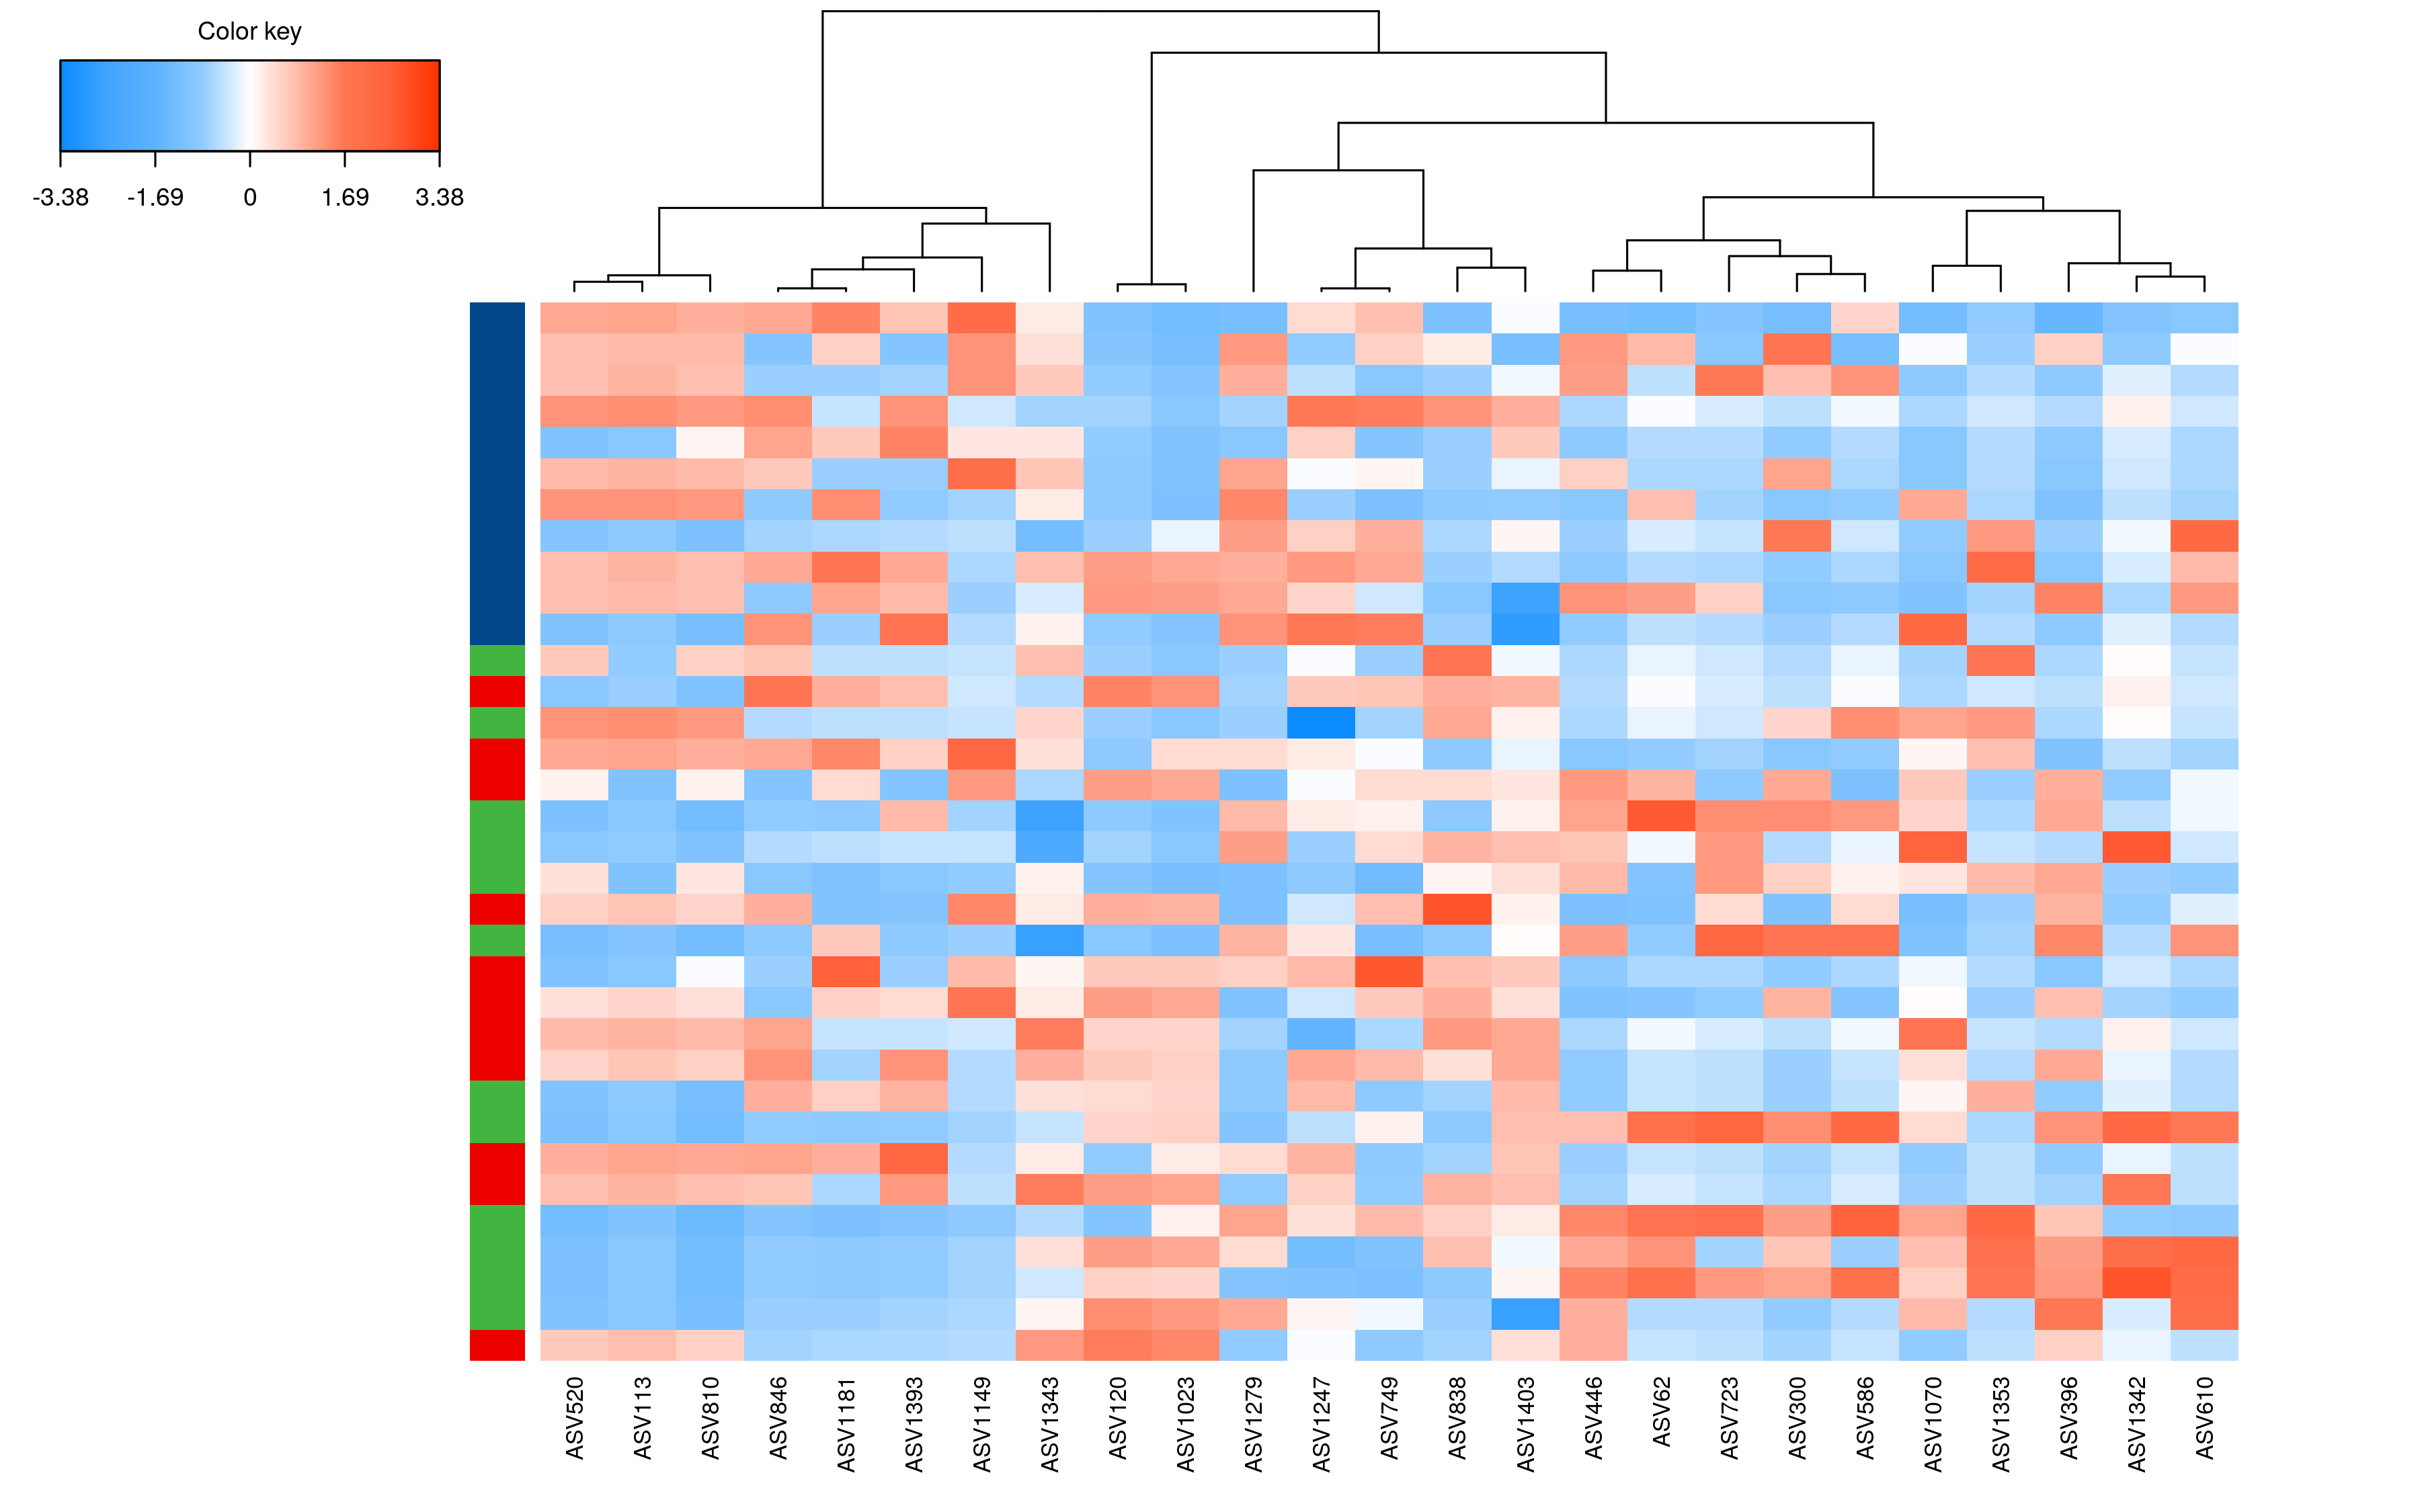 Color key
-3.38 -1.69 0 1.69 3.38
ASV520 ASV113 ASV810 ASV846 ASV1181 ASV1393 ASV1149 ASV1343 ASV120 ASV1023 ASV1279 ASV1247 ASV749 ASV838 ASV1403 ASV446 ASV62 ASV723 ASV300 ASV586 ASV1070 ASV1353 ASV396 ASV1342 ASV610